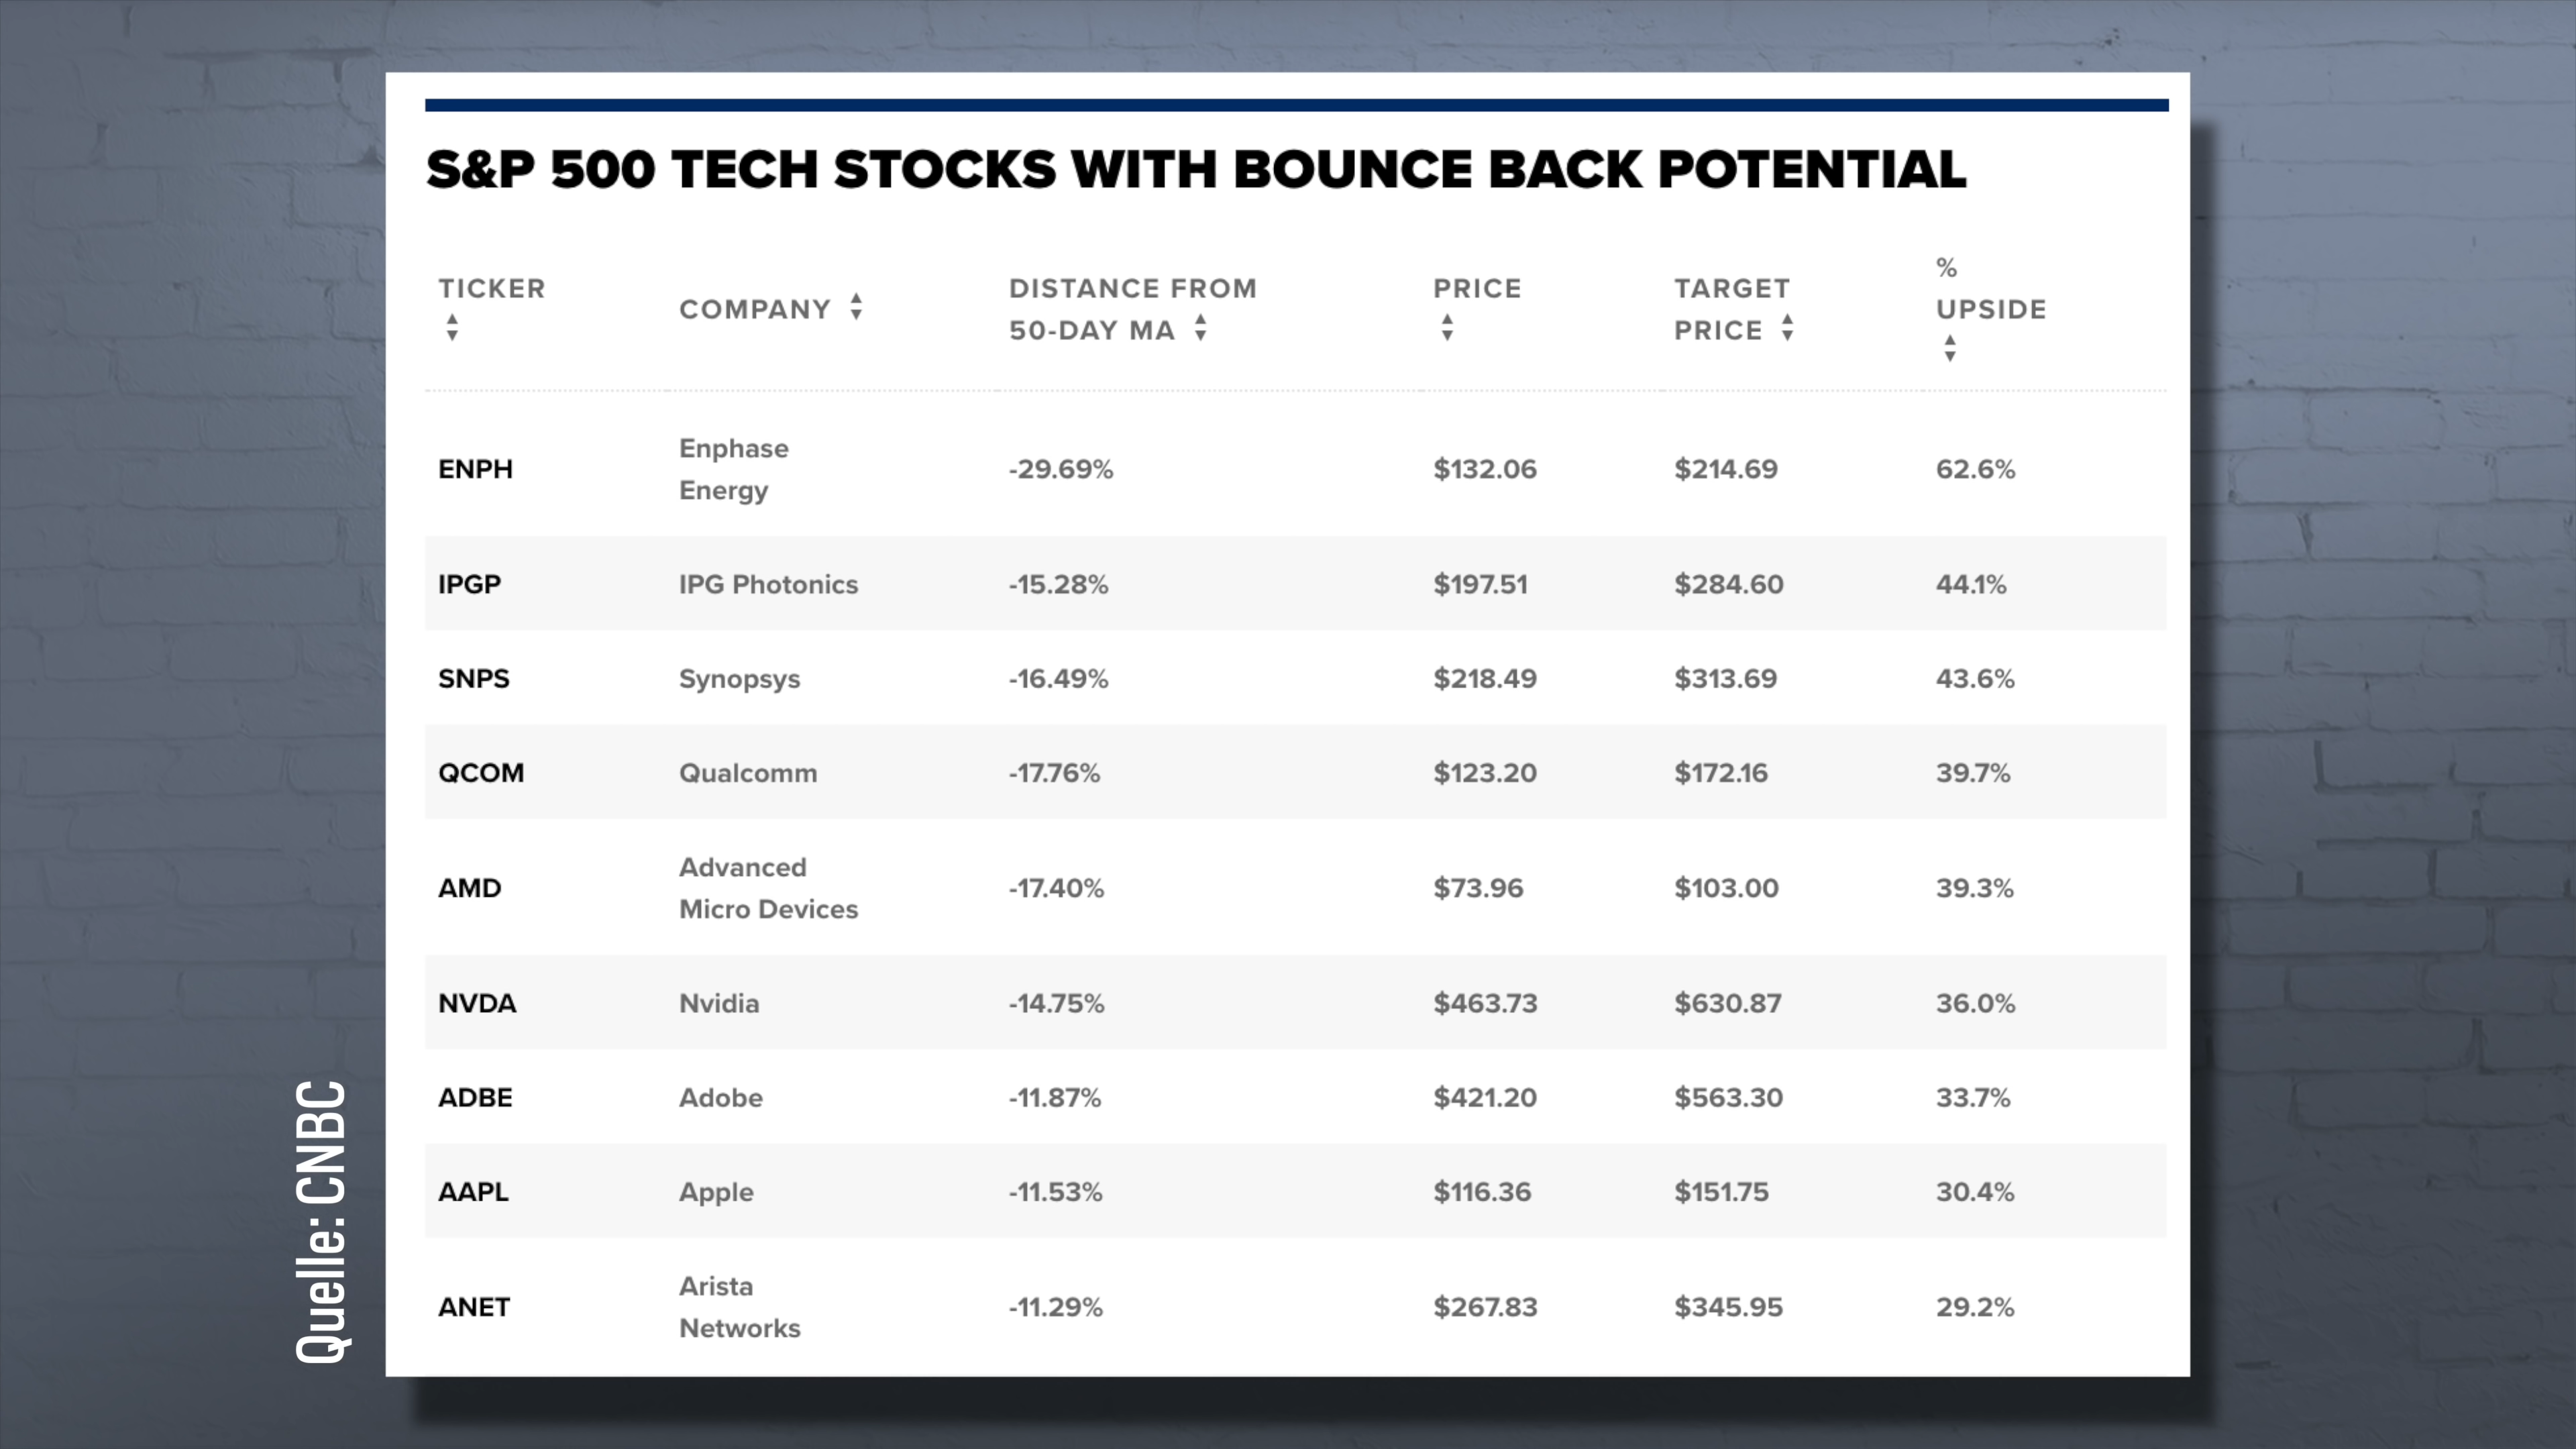 S&P 500 TECH STOCKS WITH BOUNCE BACK POTENTIAL
TICKER COMPANY DISTANCE FROM 50-DAY MA PRICE TARGET PRICE % UPSIDE
ENPH Enphase Energy -29.69% $132.06 $214.69 62.6%
IPGP IPG Photonics -15.28% $197.51 $284.60 44.1%
SNPS Synopsys -16.49% $218.49 $313.69 43.6%
QCOM Qualcomm -17.76% $123.20 $172.16 39.7%
AMD Advanced Micro Devices -17.40% $73.96 $103.00 39.3%
NVDA Nvidia -14.75% $463.73 $630.87 36.0%
ADBE Adobe -11.87% $421.20 $563.30 33.7%
AAPL Apple -11.53% $116.36 $151.75 30.4%
ANET Arista Networks -11.29% $267.83 $345.95 29.2%
Quelle: CNBC